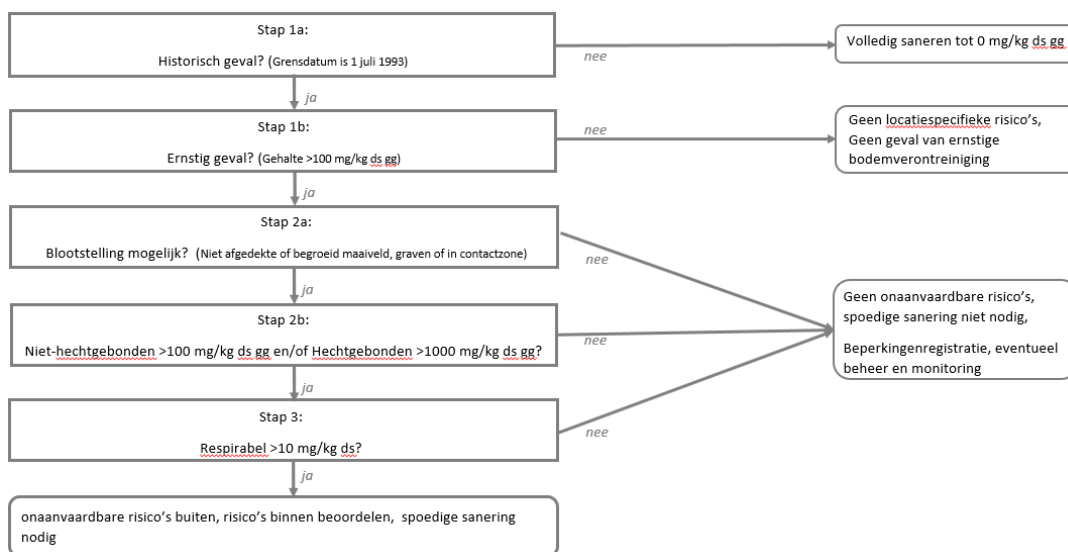 Stap 1a:
Historisch geval? (Grensdatum is 1 juli 1993)
nee
Volledig saneren tot 0 mg/kg ds gg
ja
Stap 1b:
Ernstig geval? (Gehalte >100 mg/kg ds gg)
nee
Geen locatiespecifieke risico's,
Geen geval van ernstige
bodemverontreiniging
ja
Stap 2a:
Blootstelling mogelijk? (Niet afgedekte of begroeid maaiveld, graven of in contactzone)
nee
ja
Stap 2b:
Niet-hechtgebonden >100 mg/kg ds gg en/of Hechtgebonden >1000 mg/kg ds gg?
nee
Geen onaanvaardbare risico's,
spoedige sanering niet nodig,
Beperkingenregistratie, eventueel
beheer en monitoring
ja
Stap 3:
Respirabel >10 mg/kg ds?
nee
ja
onaanvaardbare risico's buiten, risico's binnen beoordelen, spoedige sanering
nodig